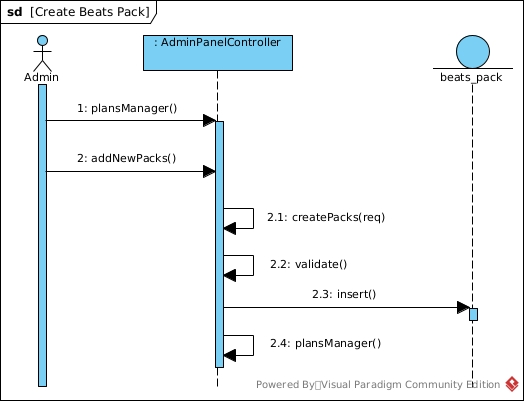 sd [Create Beats Pack]
: AdminPanelController
Admin
beats_pack
1: plansManager()
2: addNewPacks()
2.1: createPacks(req)
2.2: validate()
2.3: insert()
2.4: plansManager()
Powered By Visual Paradigm Community Edition